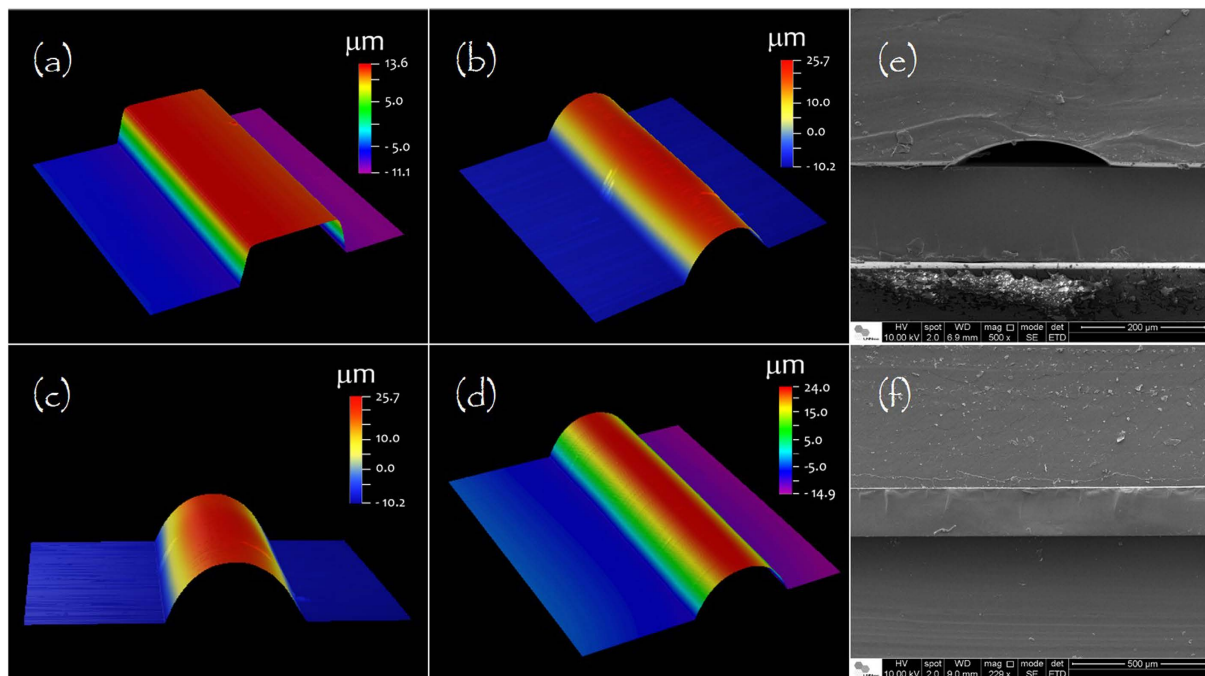 (a)
μm
13.6
5.0
- 5.0
- 11.1
(b)
μm
25.7
10.0
0.0
- 10.2
(e)
HV spot WD mag mode det
10.00 kV 2.0 6.9 mm 500 x SE ETD
200 μm
(c)
μm
25.7
10.0
0.0
- 10.2
(d)
μm
24.0
15.0
5.0
-5.0
-14.9
(f)
HV spot WD mag mode det
10.00 kV 2.0 9.0 mm 229 x SE ETD
500 μm